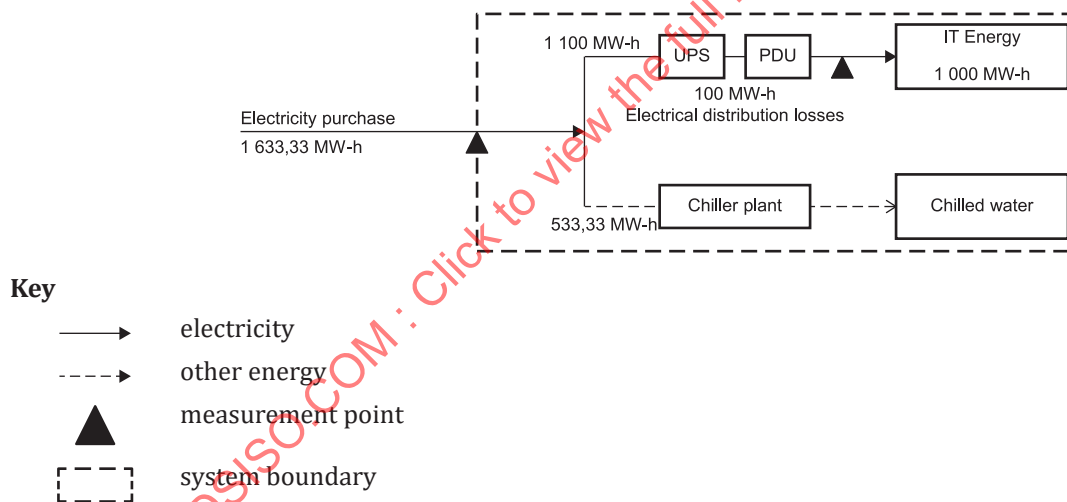 1 100 MW-h
UPS
PDU
IT Energy
1 000 MW-h
100 MW-h
Electrical distribution losses
Electricity purchase
1 633,33 MW-h
533,33 MW-h
Chiller plant
Chilled water
Key
electricity
other energy
measurement point
system boundary
OSISO.COM : Click to view the full